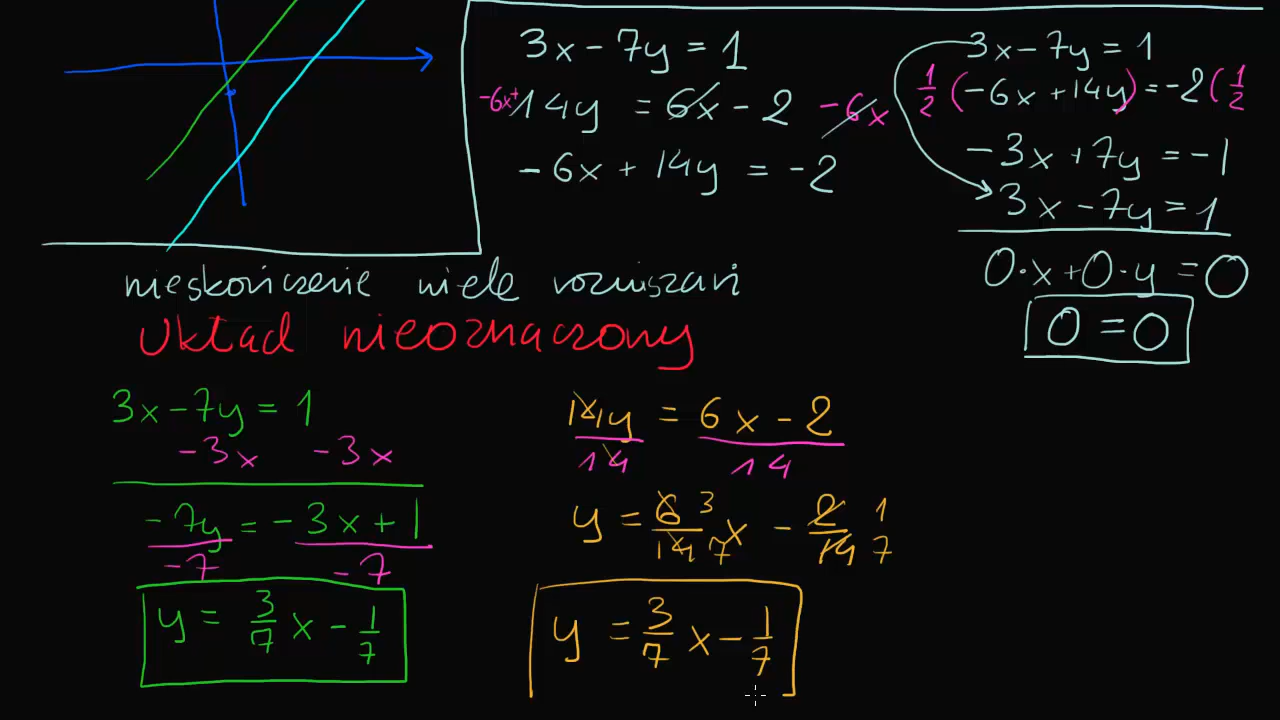 3x - 7y = 1
-6x + 14y = 6x - 2 -6x
-6x + 14y = -2
3x - 7y = 1
1/2 (-6x + 14y) = -2 (1/2
-3x + 7y = -1
3x - 7y = 1
0·x + 0·y = 0
0 = 0
nieskończenie wiele rozwiązań
układ nieoznaczony
3x - 7y = 1
-3x -3x
-7y = -3x + 1
-7 -7
y = 3/7 x - 1/7
14y = 6x - 2
14 14
y = 6/14 3/7 x - 2/14 1/7
y = 3/7 x - 1/7